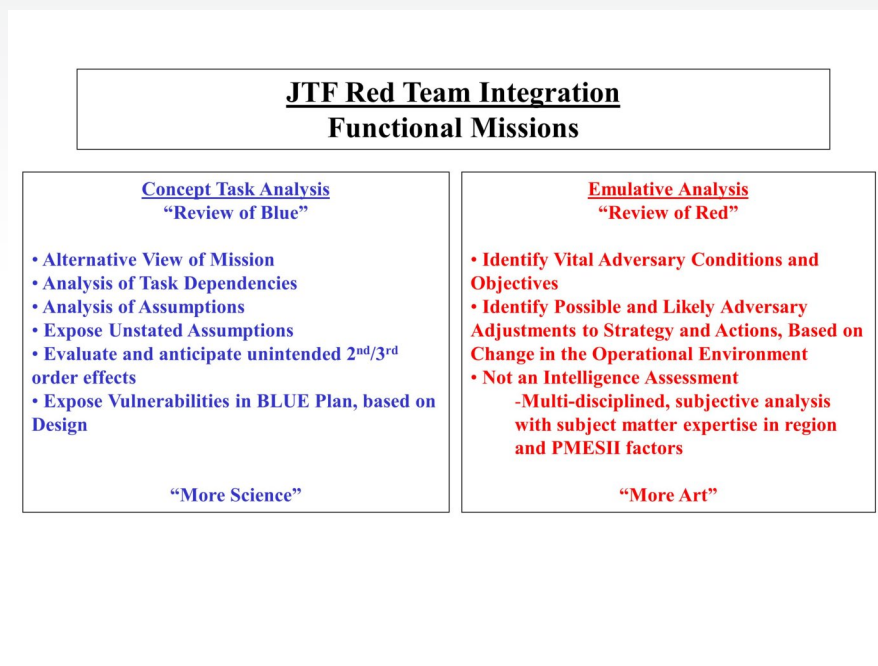 JTF Red Team Integration
Functional Missions
Concept Task Analysis
“Review of Blue”
• Alternative View of Mission
• Analysis of Task Dependencies
• Analysis of Assumptions
• Expose Unstated Assumptions
• Evaluate and anticipate unintended 2nd/3rd
order effects
• Expose Vulnerabilities in BLUE Plan, based on
Design
“More Science”
Emulative Analysis
“Review of Red”
• Identify Vital Adversary Conditions and
Objectives
• Identify Possible and Likely Adversary
Adjustments to Strategy and Actions, Based on
Change in the Operational Environment
• Not an Intelligence Assessment
-Multi-disciplined, subjective analysis
with subject matter expertise in region
and PMESII factors
“More Art”